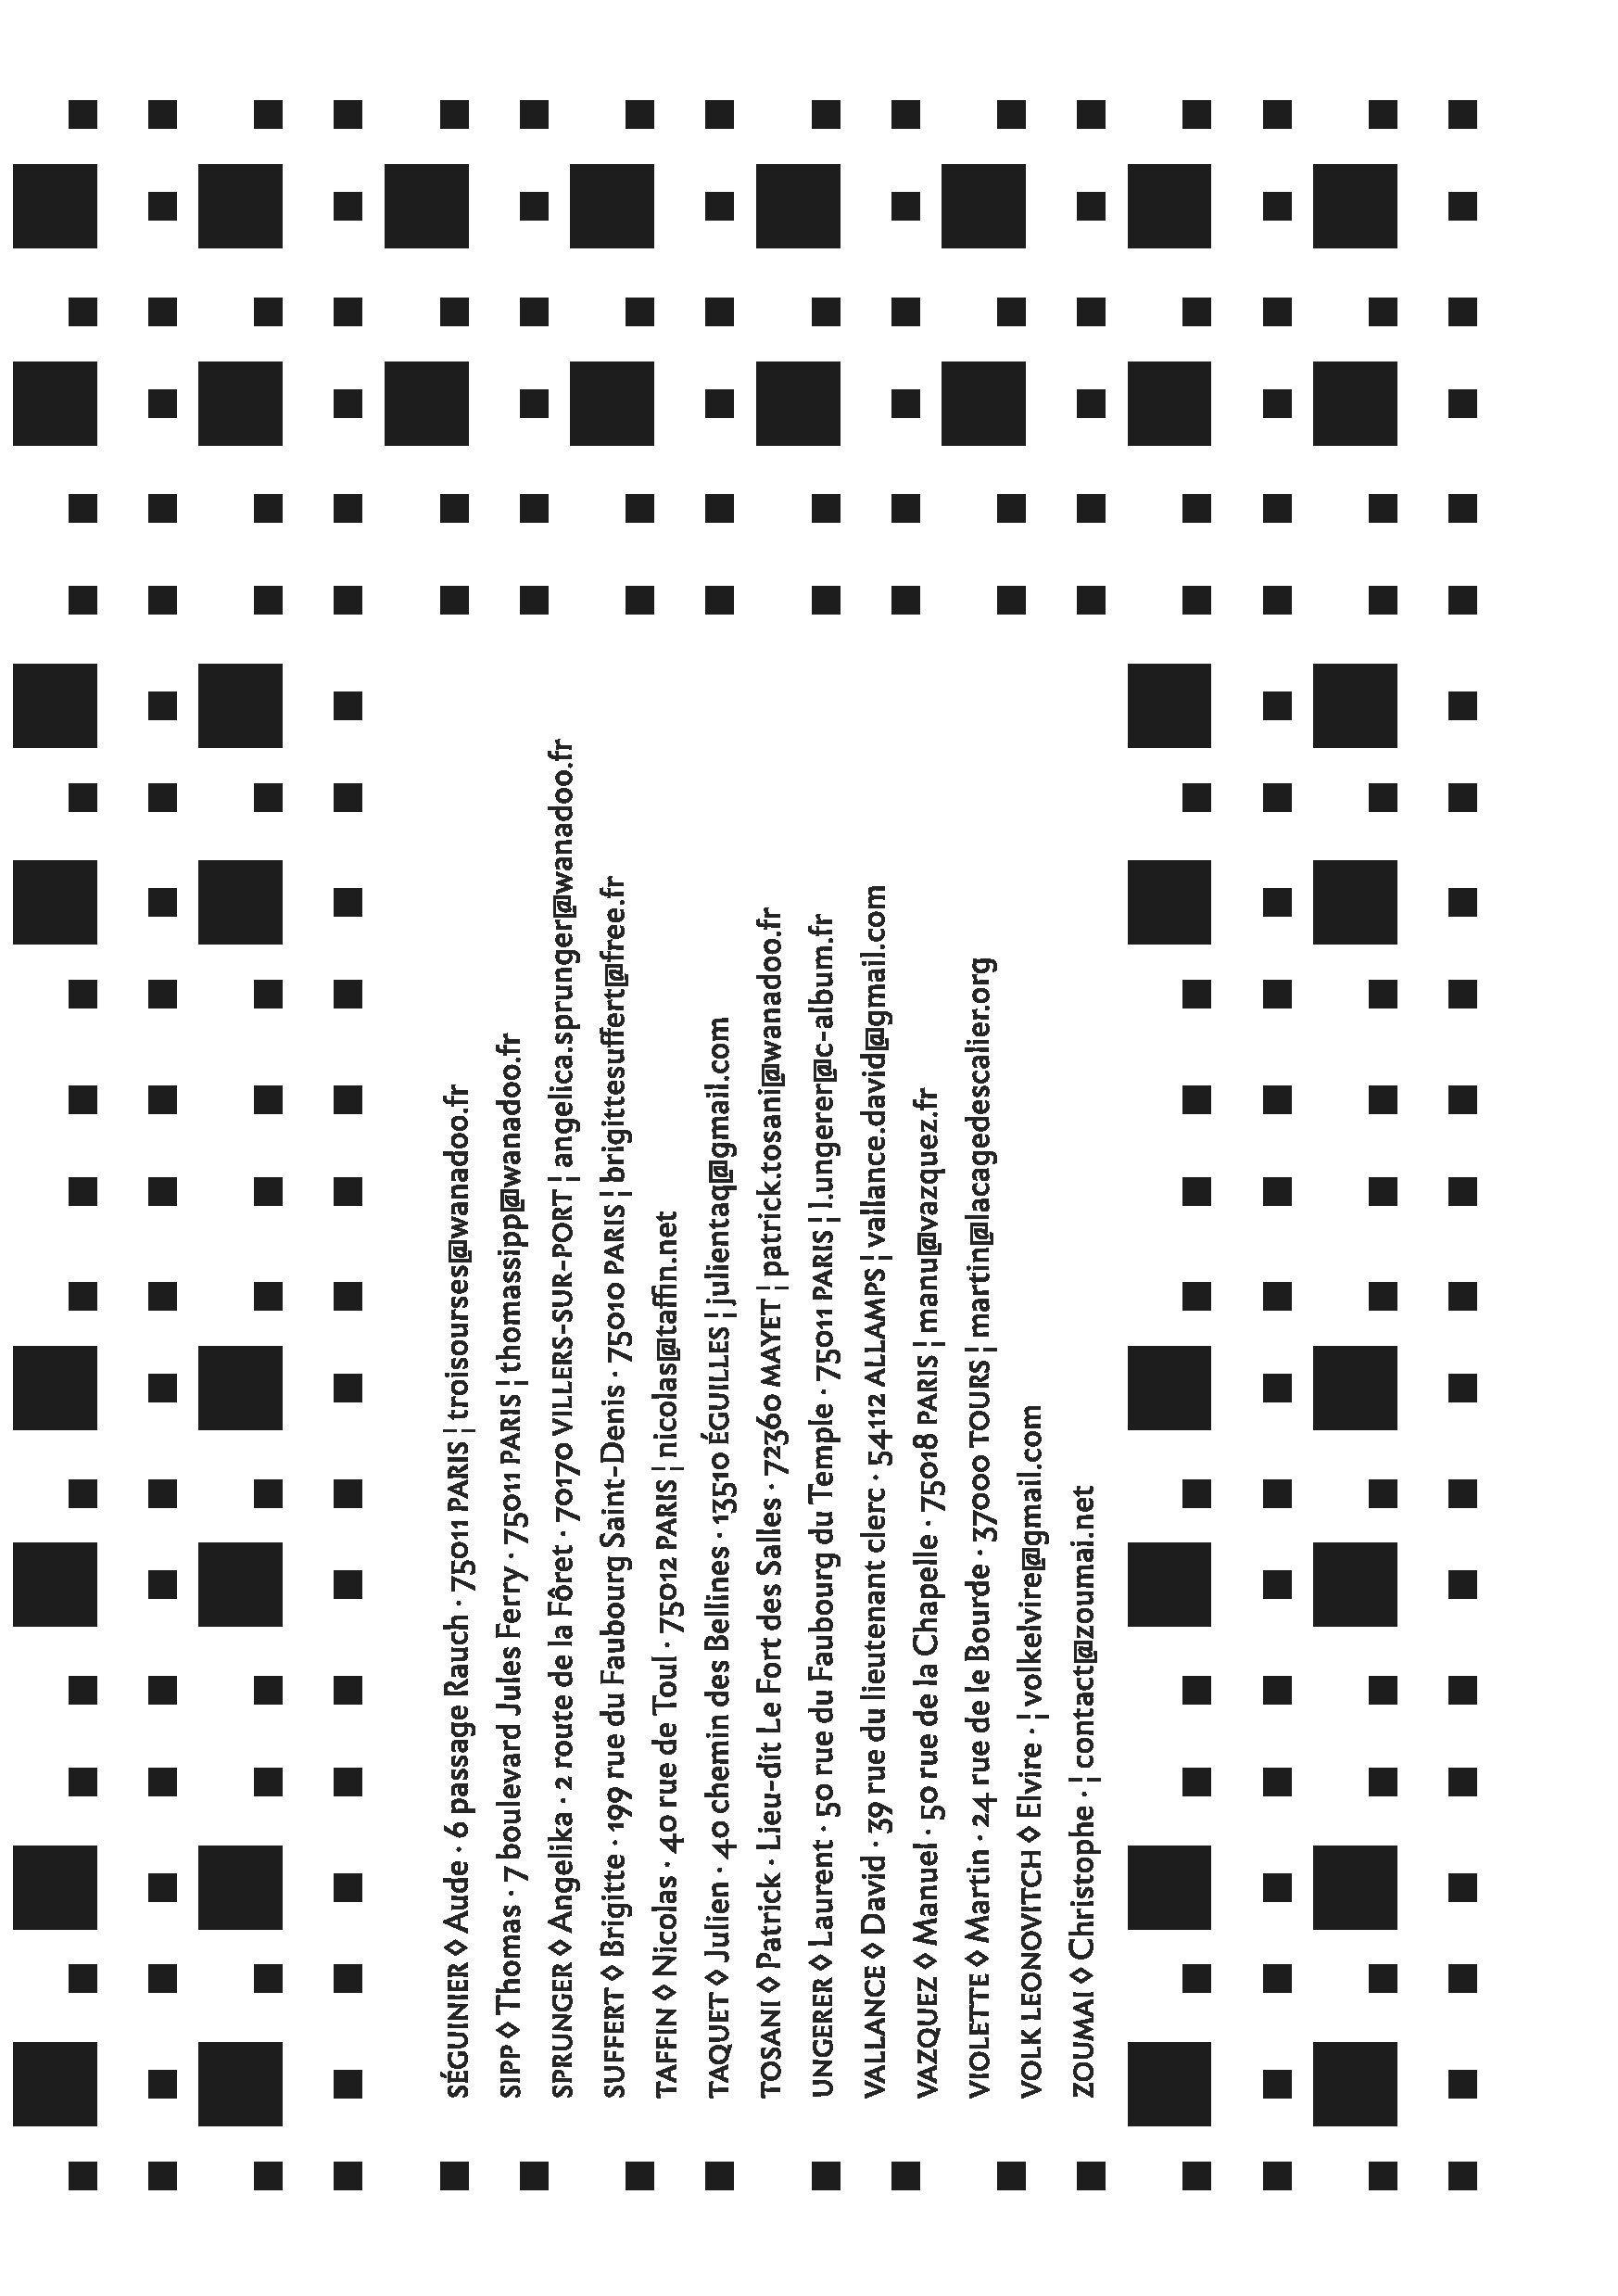 SÉGUINIER ◊ Aude · 6 passage Rauch · 75011 PARIS ¦ troisourses@wanadoo.fr
SIPP ◊ Thomas · 7 boulevard Jules Ferry · 75011 PARIS ¦ thomassipp@wanadoo.fr
SPRUNGER ◊ Angelika · 2 route de la Fôret · 70170 VILLERS-SUR-PORT ¦ angelica.sprunger@wanadoo.fr
SUFFERT ◊ Brigitte · 199 rue du Faubourg Saint-Denis · 75010 PARIS ¦ brigittesuffert@free.fr
TAFFIN ◊ Nicolas · 40 rue de Toul · 75012 PARIS ¦ nicolas@taffin.net
TAQUET ◊ Julien · 40 chemin des Bellines · 13510 ÉGUILLES ¦ julientaq@gmail.com
TOSANI ◊ Patrick · Lieu-dit Le Fort des Salles · 72360 MAYET ¦ patrick.tosani@wanadoo.fr
UNGERER ◊ Laurent · 50 rue du Faubourg du Temple · 75011 PARIS ¦ l.ungerer@c-album.fr
VALLANCE ◊ David · 39 rue du lieutenant clerc · 54112 ALLAMPS ¦ vallance.david@gmail.com
VAZQUEZ ◊ Manuel · 50 rue de la Chapelle · 75018 PARIS ¦ manu@vazquez.fr
VIOLETTE ◊ Martin · 24 rue de le Bourde · 37000 TOURS ¦ martin@lacagedescalier.org
VOLK LEONOVITCH ◊ Elvire · ¦ volkelvire@gmail.com
ZOUMAI ◊ Christophe · ¦ contact@zoumai.net